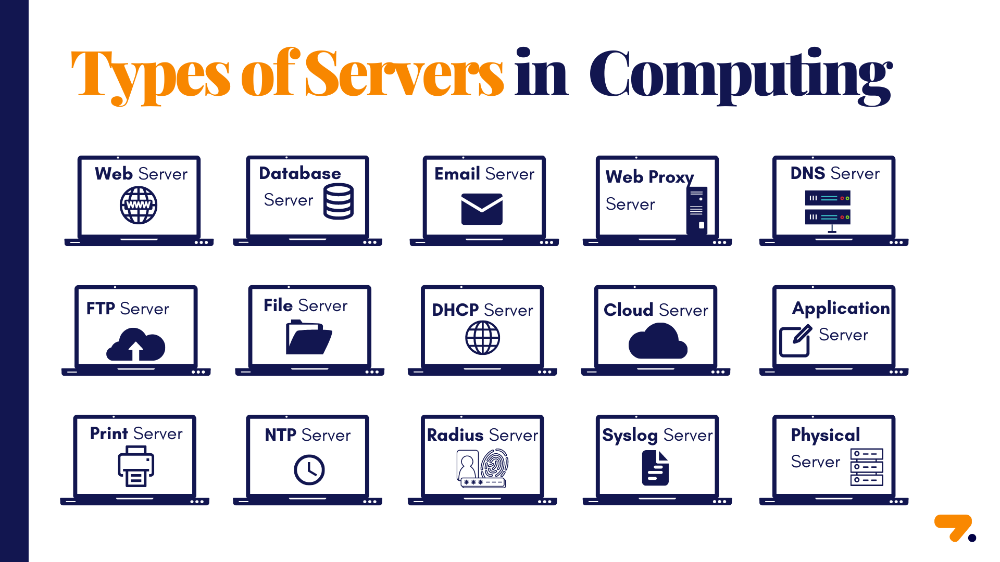 Types of Servers in Computing
Web Server
WWW
Database
Server
Email Server
Web Proxy
Server
DNS Server
FTP Server
File Server
DHCP Server
Cloud Server
Application
Server
Print Server
NTP Server
Radius Server
***---
Syslog Server
Physical
Server